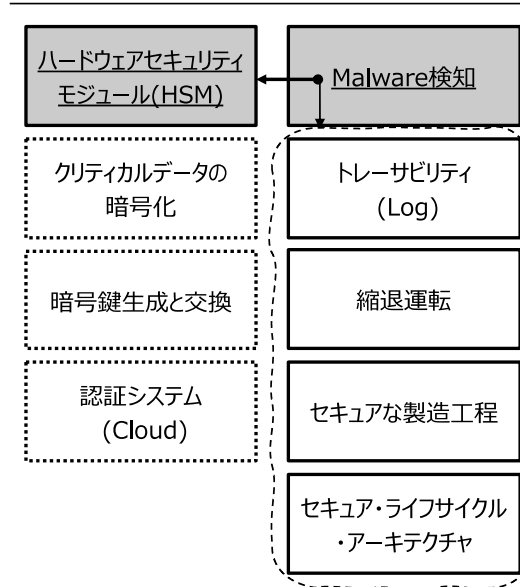 ハードウェアセキュリティ
モジュール(HSM)
Malware検知
クリティカルデータの
暗号化
トレーサビリティ
(Log)
暗号鍵生成と交換
縮退運転
認証システム
(Cloud)
セキュアな製造工程
セキュア・ライフサイクル
・アーキテクチャ